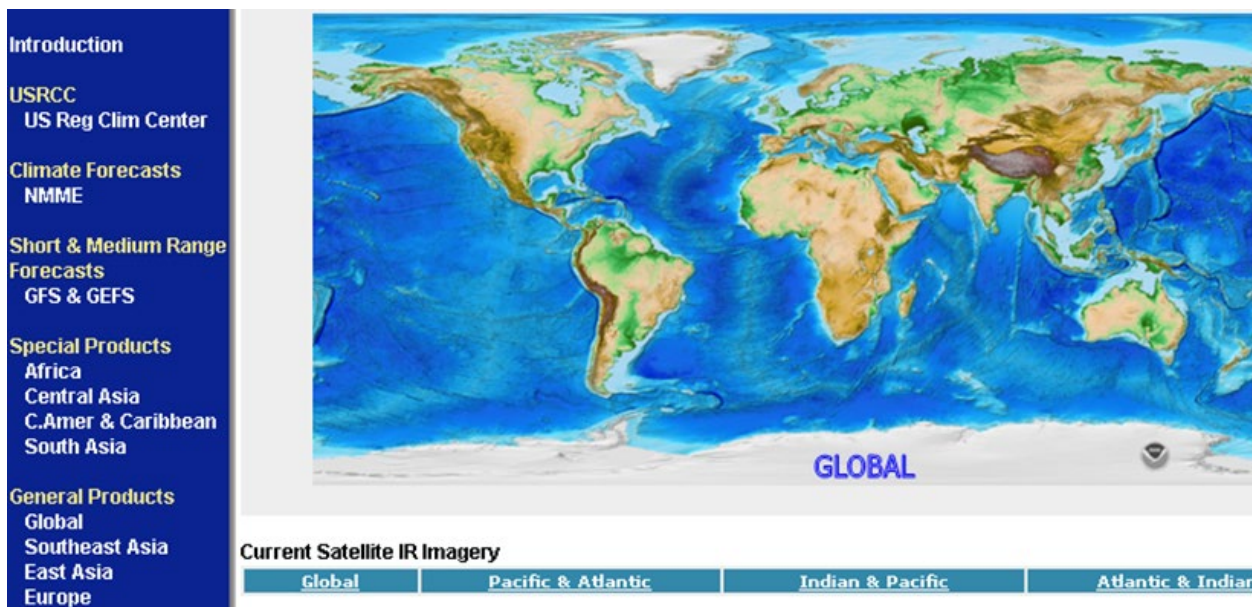 Introduction
USRCC
US Reg Clim Center
Climate Forecasts
NMME
Short & Medium Range
Forecasts
GFS & GEFS
Special Products
Africa
Central Asia
C.Amer & Caribbean
South Asia
General Products
Global
Southeast Asia
East Asia
Europe
GLOBAL
Current Satellite IR Imagery
Global
Pacific & Atlantic
Indian & Pacific
Atlantic & Indian